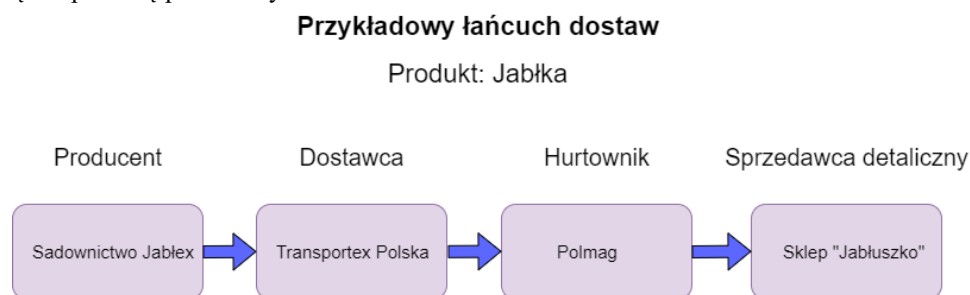 Przykładowy łańcuch dostaw
Produkt: Jabłka
Producent Dostawca Hurtownik Sprzedawca detaliczny
Sadownictwo Jabłex Transportex Polska Polmag Sklep "Jabłuszko"